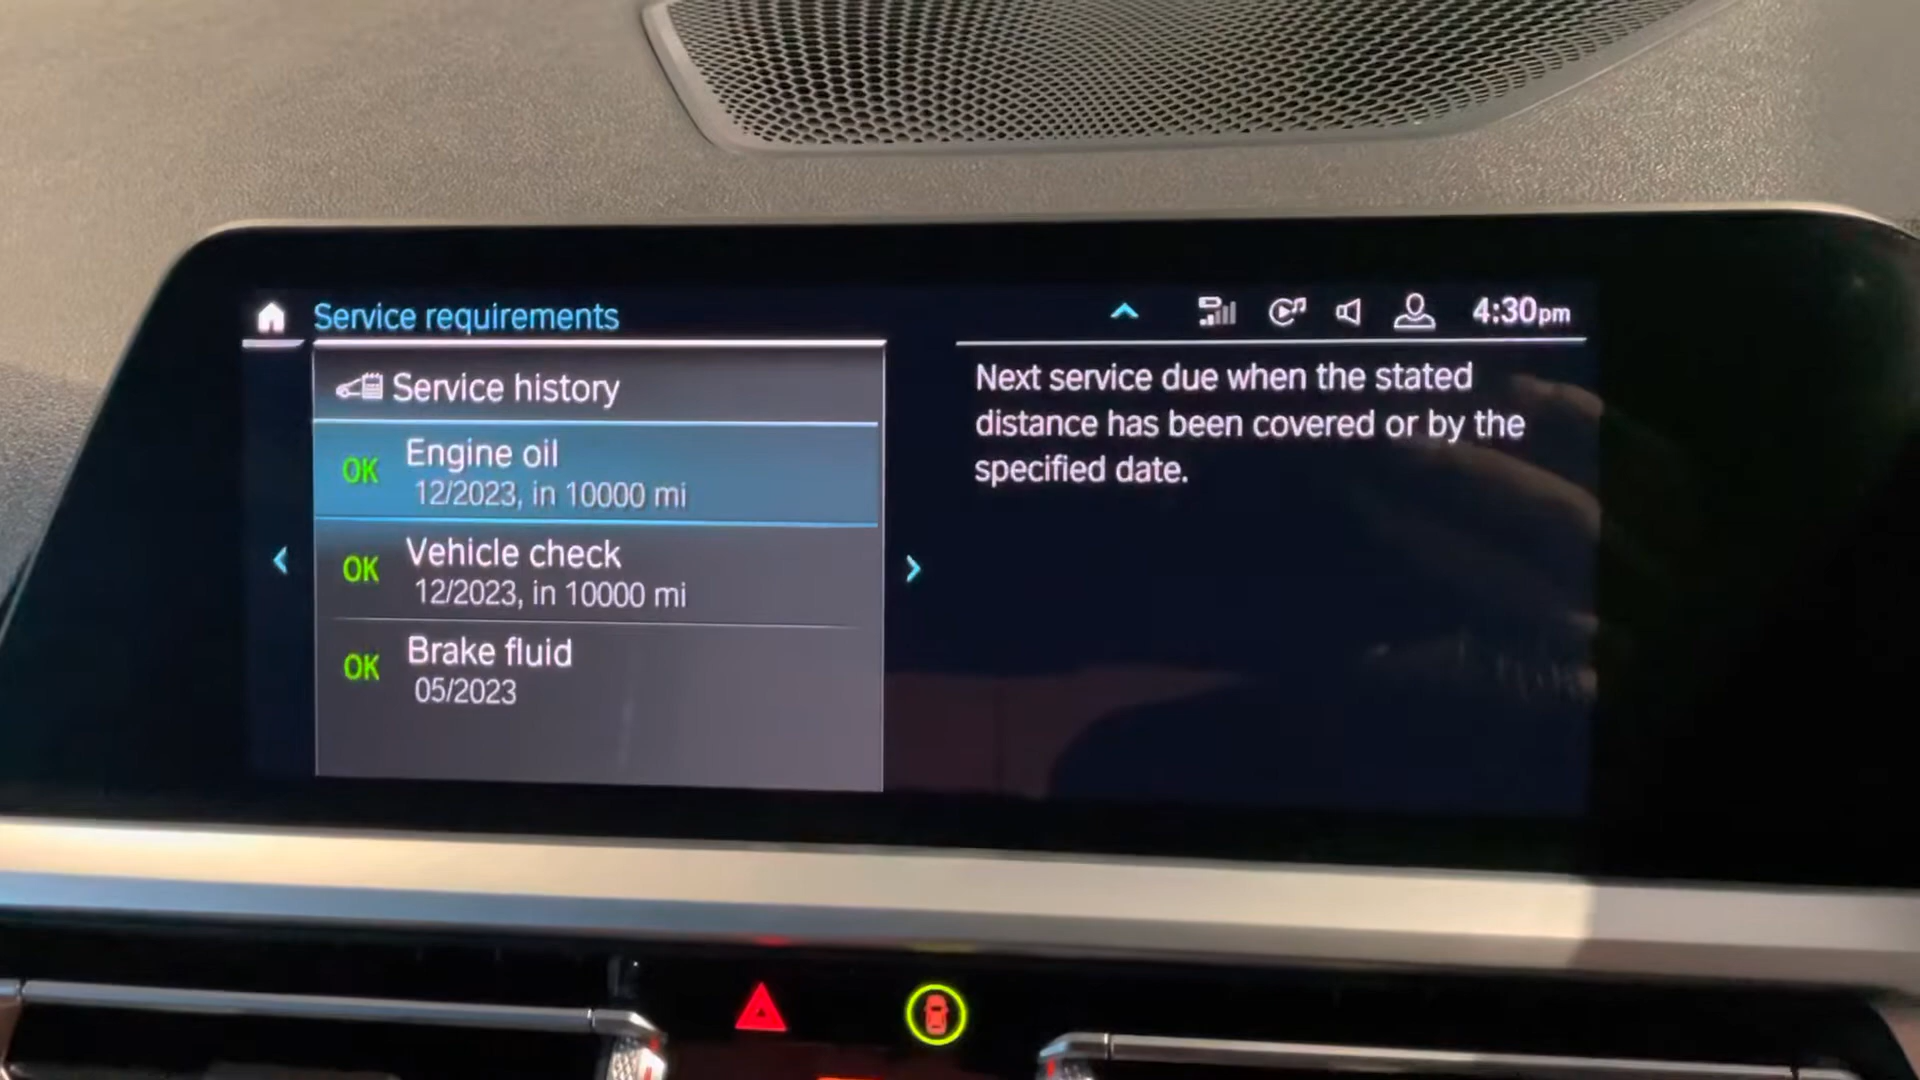 Service requirements
4:30pm
Service history
OK
Engine oil
12/2023, in 10000 mi
OK
Vehicle check
12/2023, in 10000 mi
OK
Brake fluid
05/2023
Next service due when the stated
distance has been covered or by the
specified date.